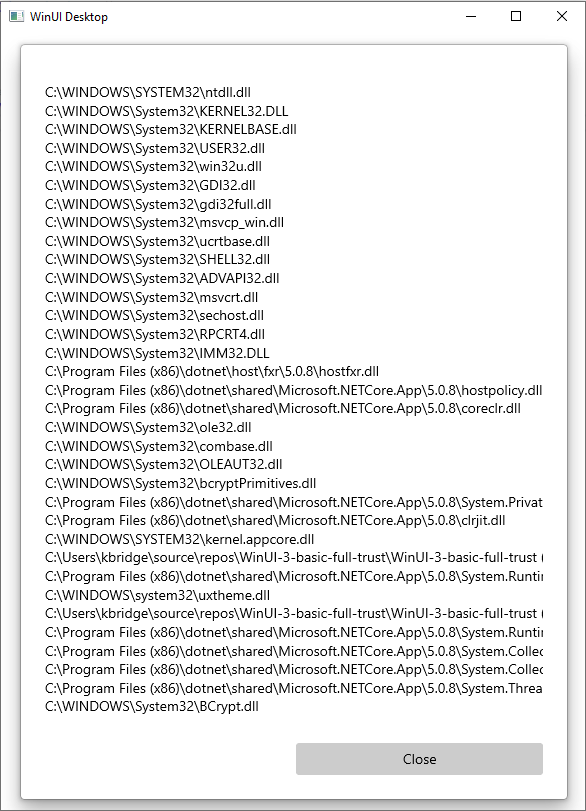 WinUI Desktop
C:\WINDOWS\SYSTEM32\ntdll.dll
C:\WINDOWS\System32\KERNEL32.DLL
C:\WINDOWS\System32\KERNELBASE.dll
C:\WINDOWS\System32\USER32.dll
C:\WINDOWS\System32\win32u.dll
C:\WINDOWS\System32\GDI32.dll
C:\WINDOWS\System32\gdi32full.dll
C:\WINDOWS\System32\msvcp_win.dll
C:\WINDOWS\System32\ucrtbase.dll
C:\WINDOWS\System32\SHELL32.dll
C:\WINDOWS\System32\ADVAPI32.dll
C:\WINDOWS\System32\msvcrt.dll
C:\WINDOWS\System32\sechost.dll
C:\WINDOWS\System32\RPCRT4.dll
C:\WINDOWS\System32\IMM32.DLL
C:\Program Files (x86)\dotnet\host\fxr\5.0.8\hostfxr.dll
C:\Program Files (x86)\dotnet\shared\Microsoft.NETCore.App\5.0.8\hostpolicy.dll
C:\Program Files (x86)\dotnet\shared\Microsoft.NETCore.App\5.0.8\coreclr.dll
C:\WINDOWS\System32\ole32.dll
C:\WINDOWS\System32\combase.dll
C:\WINDOWS\System32\OLEAUT32.dll
C:\WINDOWS\System32\bcryptPrimitives.dll
C:\Program Files (x86)\dotnet\shared\Microsoft.NETCore.App\5.0.8\System.Privat
C:\Program Files (x86)\dotnet\shared\Microsoft.NETCore.App\5.0.8\clrjit.dll
C:\WINDOWS\SYSTEM32\kernel.appcore.dll
C:\Users\kbridge\source\repos\WinUI-3-basic-full-trust\WinUI-3-basic-full-trust (
C:\Program Files (x86)\dotnet\shared\Microsoft.NETCore.App\5.0.8\System.Runtin
C:\WINDOWS\system32\uxtheme.dll
C:\Users\kbridge\source\repos\WinUI-3-basic-full-trust\WinUI-3-basic-full-trust (
C:\Program Files (x86)\dotnet\shared\Microsoft.NETCore.App\5.0.8\System.Runtin
C:\Program Files (x86)\dotnet\shared\Microsoft.NETCore.App\5.0.8\System.Collec
C:\Program Files (x86)\dotnet\shared\Microsoft.NETCore.App\5.0.8\System.Collec
C:\Program Files (x86)\dotnet\shared\Microsoft.NETCore.App\5.0.8\System.Threa
C:\WINDOWS\System32\BCrypt.dll
Close